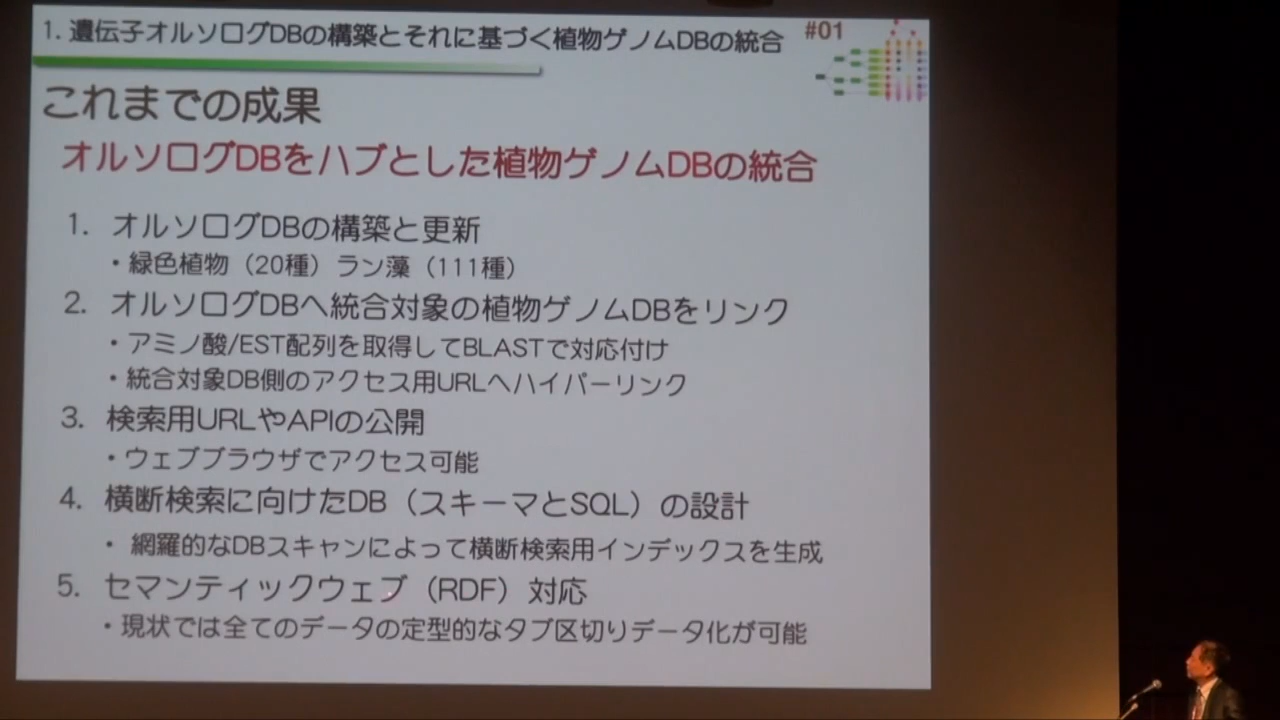 1. 遺伝子オルソログDBの構築とそれに基づく植物ゲノムDBの統合
#01
これまでの成果
オルソログDBをハブとした植物ゲノムDBの統合
1. オルソログDBの構築と更新
・緑色植物（20種）ラン藻（111種）
2. オルソログDBへ統合対象の植物ゲノムDBをリンク
・アミノ酸/EST配列を取得してBLASTで対応付け
・統合対象DB側のアクセス用URLへハイパーリンク
3. 検索用URLやAPIの公開
・ウェブブラウザでアクセス可能
4. 横断検索に向けたDB（スキーマとSQL）の設計
・網羅的なDBスキャンによって横断検索用インデックスを生成
5. セマンティックウェブ（RDF）対応
・現状では全てのデータの定型的なタブ区切りデータ化が可能